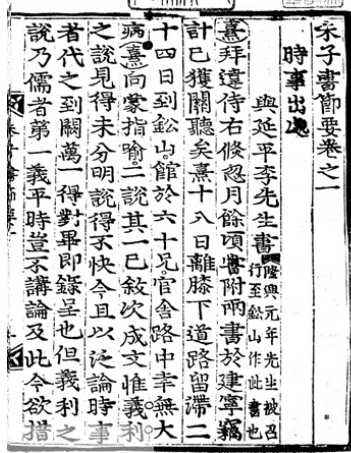 朱子書節要卷之一
時事出處
與延平李先生書
隆興元年先生被召
行至鈆山作此書也
熹拜違侍右倐忽月餘頃嘗附兩書於建寧竊
計已獲關聽矣熹十八日離膝下道路留滯二
十四日到鈆山館於六十兄官舍路中幸無大
病熹向蒙指喻二說其一已敘次成文惟義利
之說見得未分明說得不快今且以泛論時事
者代之到闕萬一得對畢即錄呈也但義利之
說乃儒者第一義平時豈不講論及此今欲措